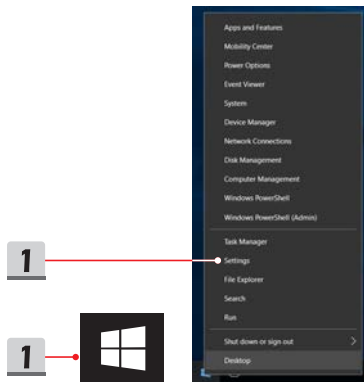 Apps and Features
Mobility Center
Power Options
Event Viewer
System
Device Manager
Network Connections
Disk Management
Computer Management
Windows PowerShell
Windows PowerShell (Admin)
Task Manager
1
Settings
File Explorer
Search
Run
Shut down or sign out
1
Desktop